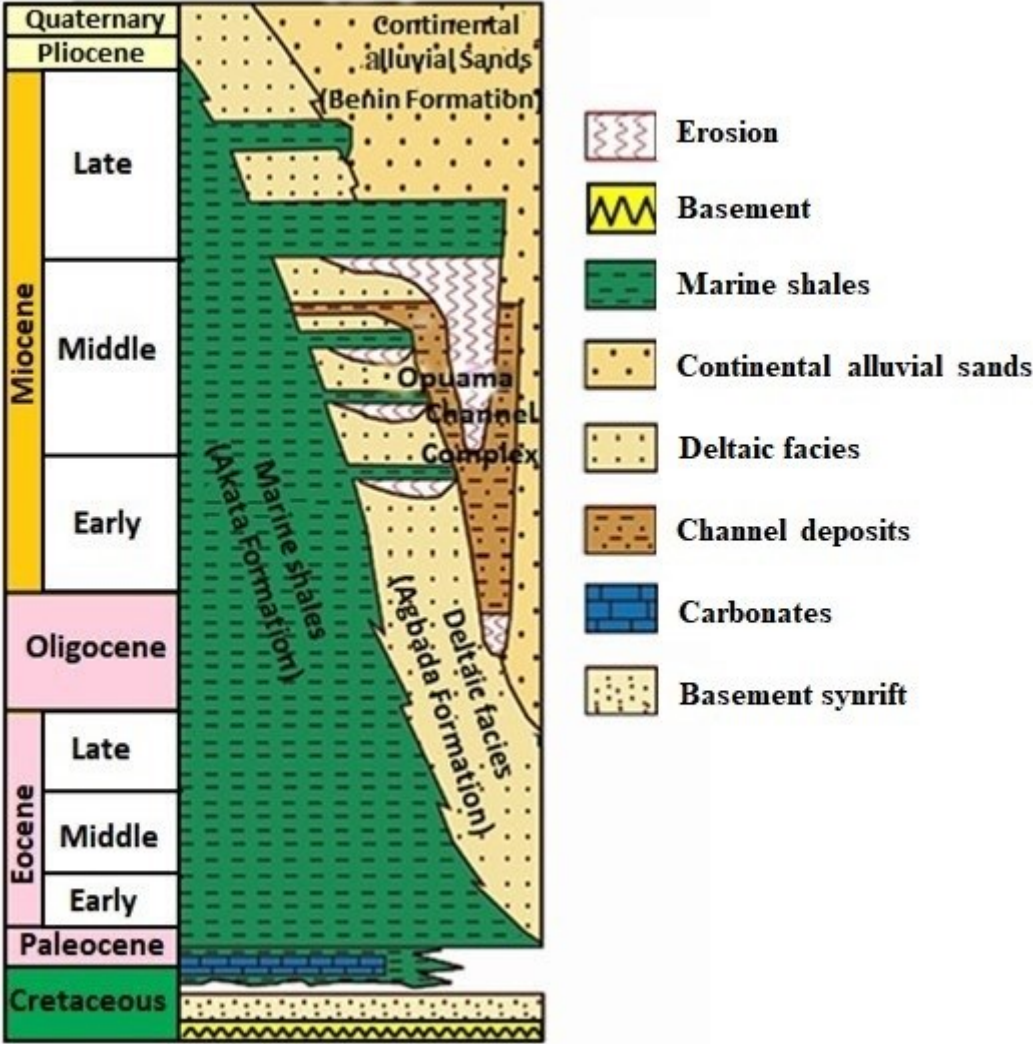 Quaternary
Pliocene
Miocene
Late
Middle
Early
Oligocene
Eocene
Late
Middle
Early
Paleocene
Cretaceous
Continental
alluvial Sands
(Benin Formation)
Opuama
Channel
Complex
Marine shales
(Akata Formation)
Deltaic facies
(Agbada Formation)
Erosion
Basement
Marine shales
Continental alluvial sands
Deltaic facies
Channel deposits
Carbonates
Basement synrift